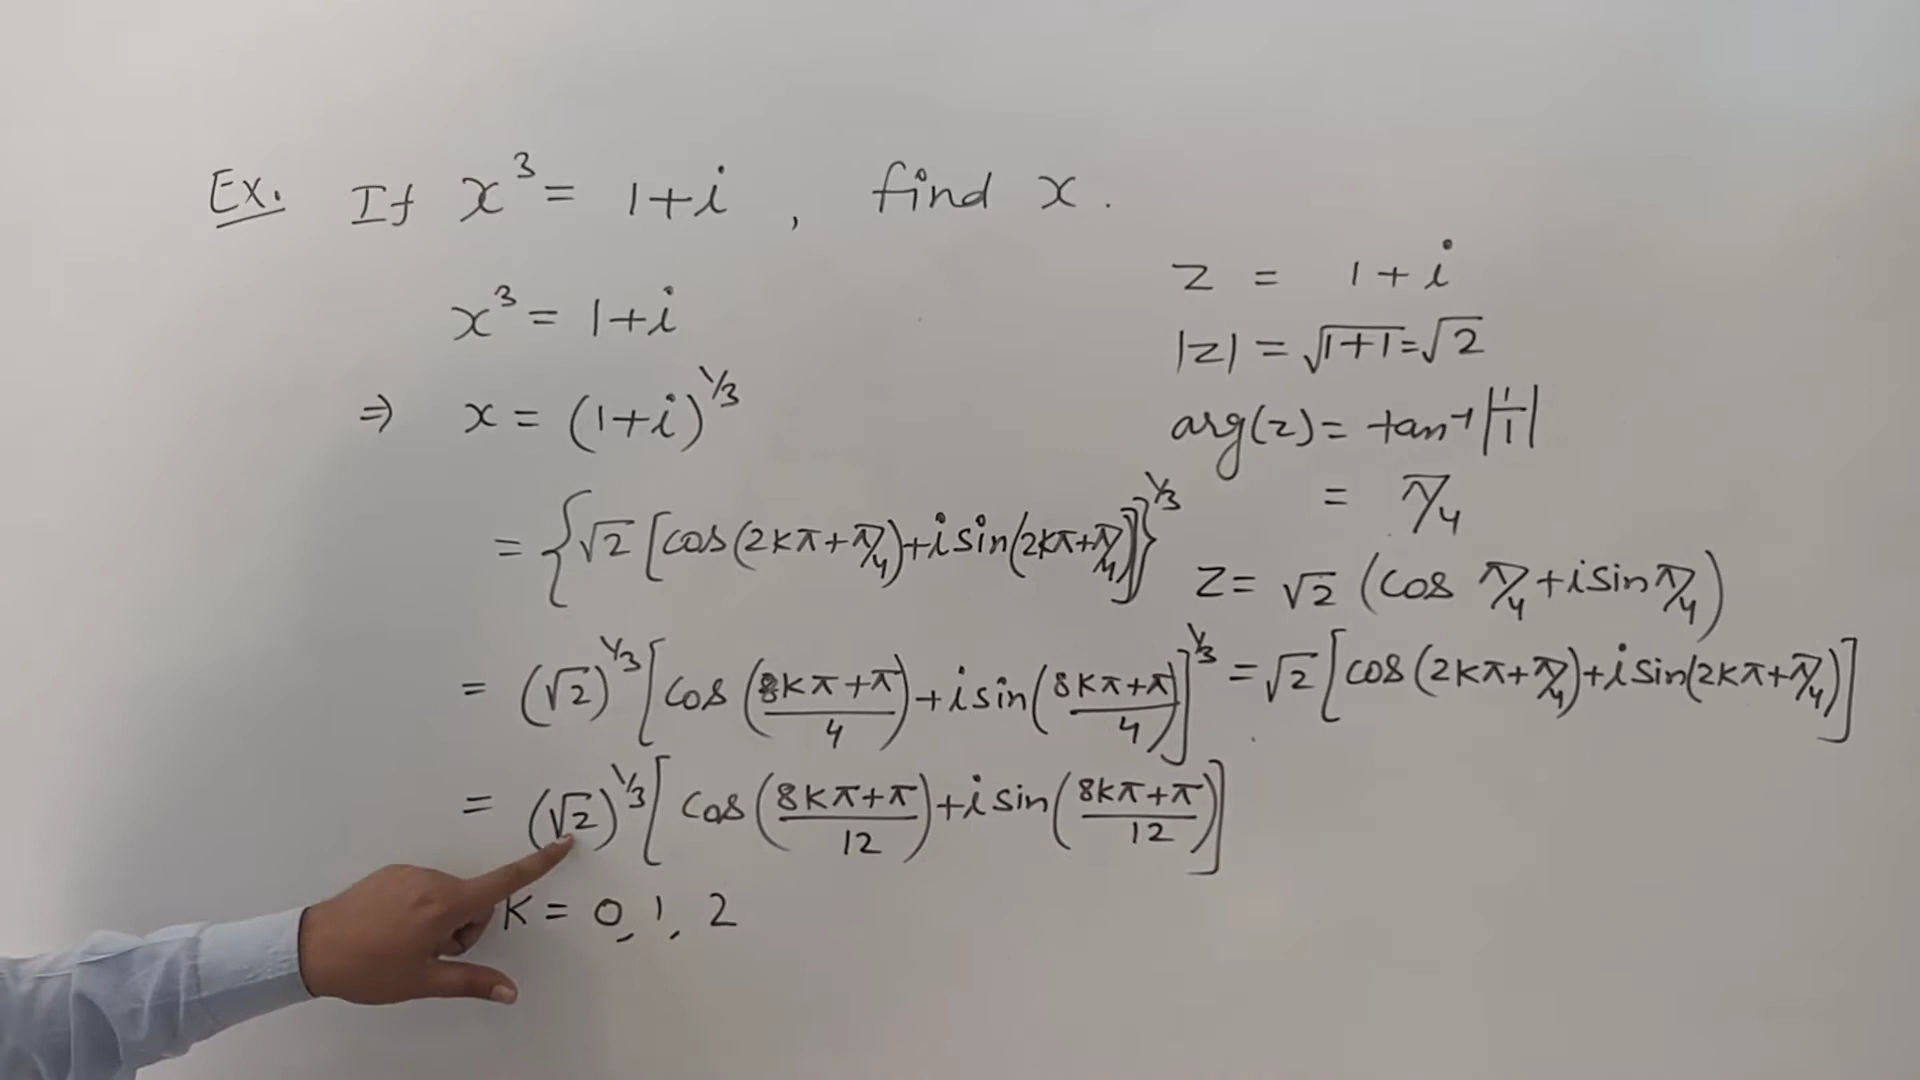 Ex. If x³ = 1+i , find x .
x³ = 1+i
⇒ x = (1+i)^1/3
= {√2 [cos(2kπ+π/4)+i sin(2kπ+π/4)]}^1/3
= (√2)^1/3 [cos(8kπ+π/4)+i sin(8kπ+π/4)]^1/3
= (√2)^1/3 [cos(8kπ+π/12)+i sin(8kπ+π/12)]
K = 0, 1, 2
z = 1+i
|z| = √1+1 = √2
arg(z) = tan⁻¹|1/1|
= π/4
z = √2 (cos π/4 + i sin π/4)
= √2 [cos(2kπ+π/4)+i sin(2kπ+π/4)]